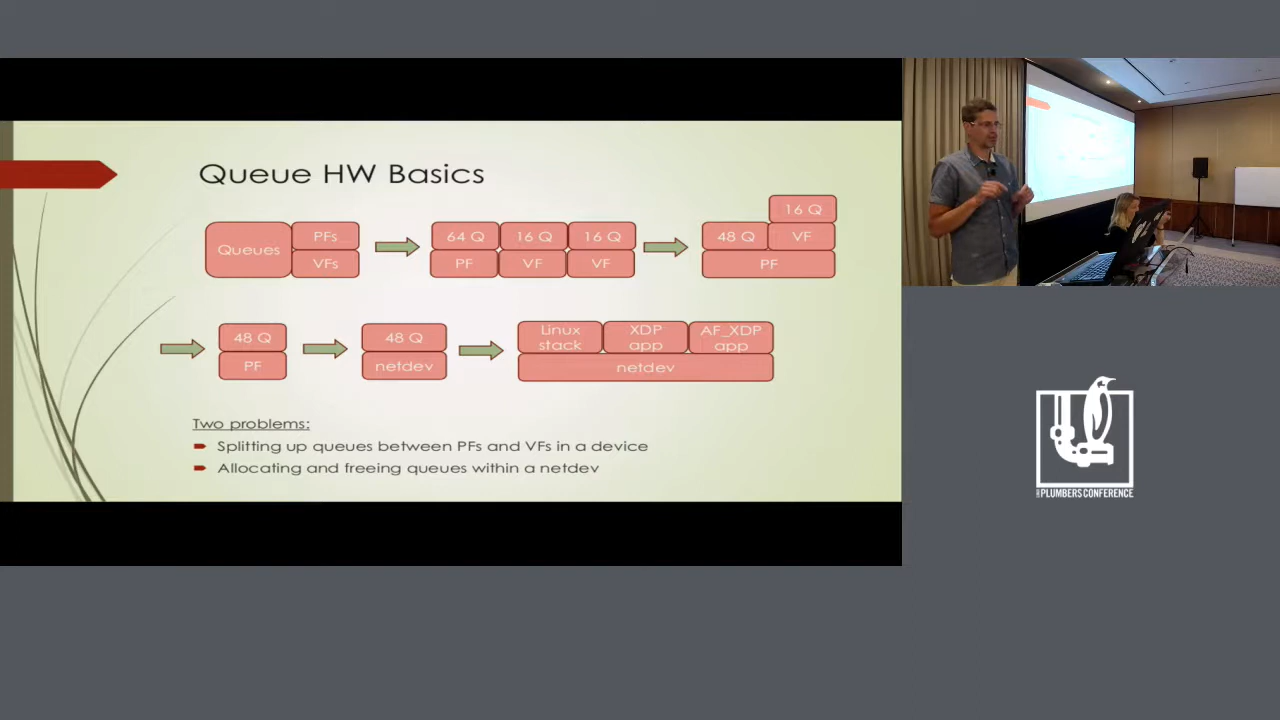 Queue HW Basics
Queues
PFs
VFs
64 Q
16 Q
16 Q
PF
VF
VF
16 Q
48 Q
VF
PF
48 Q
PF
48 Q
netdev
Linux
stack
XDP
app
AF_XDP
app
netdev
Two problems:
Splitting up queues between PFs and VFs in a device
Allocating and freeing queues within a netdev
PLUMBERS CONFERENCE